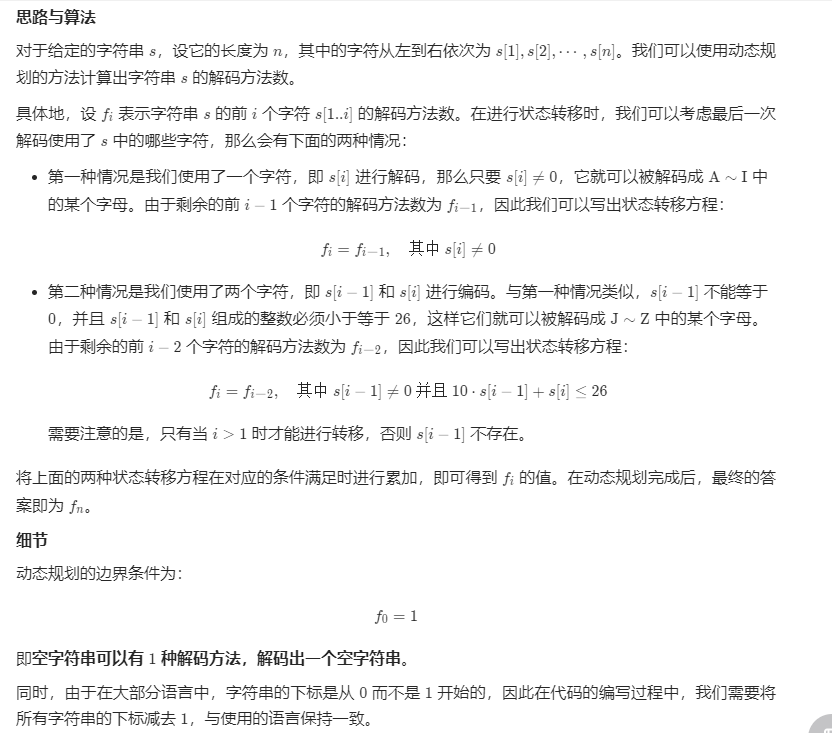 思路与算法
对于给定的字符串 s，设它的长度为 n，其中的字符从左到右依次为 s[1], s[2], ⋯ , s[n]。我们可以使用动态规
划的方法计算出字符串 s 的解码方法数。
具体地，设 fi 表示字符串 s 的前 i 个字符 s[1..i] 的解码方法数。在进行状态转移时，我们可以考虑最后一次
解码使用了 s 中的哪些字符，那么会有下面的两种情况：
• 第一种情况是我们使用了一个字符，即 s[i] 进行解码，那么只要 s[i] ≠ 0，它就可以被解码成 A ∼ I 中
的某个字母。由于剩余的前 i − 1 个字符的解码方法数为 fi−1，因此我们可以写出状态转移方程：
fi = fi−1, 其中 s[i] ≠ 0
• 第二种情况是我们使用了两个字符，即 s[i − 1] 和 s[i] 进行编码。与第一种情况类似，s[i − 1] 不能等于
0，并且 s[i − 1] 和 s[i] 组成的整数必须小于等于 26，这样它们就可以被解码成 J ∼ Z 中的某个字母。
由于剩余的前 i − 2 个字符的解码方法数为 fi−2，因此我们可以写出状态转移方程：
fi = fi−2, 其中 s[i − 1] ≠ 0 并且 10 · s[i − 1] + s[i] ≤ 26
需要注意的是，只有当 i > 1 时才能进行转移，否则 s[i − 1] 不存在。
将上面的两种状态转移方程在对应的条件满足时进行累加，即可得到 fi 的值。在动态规划完成后，最终的答
案即为 fn。
细节
动态规划的边界条件为：
f0 = 1
即空字符串可以有 1 种解码方法，解码出一个空字符串。
同时，由于在大部分语言中，字符串的下标是从 0 而不是 1 开始的，因此在代码的编写过程中，我们需要将
所有字符串的下标减去 1，与使用的语言保持一致。